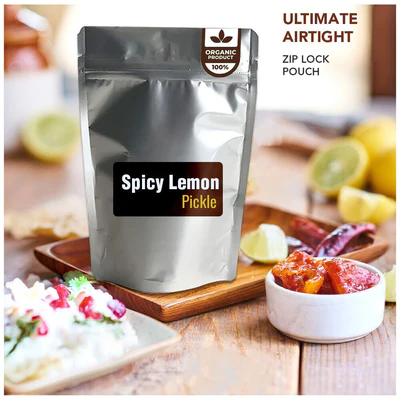 ULTIMATE
AIRTIGHT
ZIP LOCK
POUCH
ORGANIC
PRODUCT
100%
Spicy Lemon
Pickle